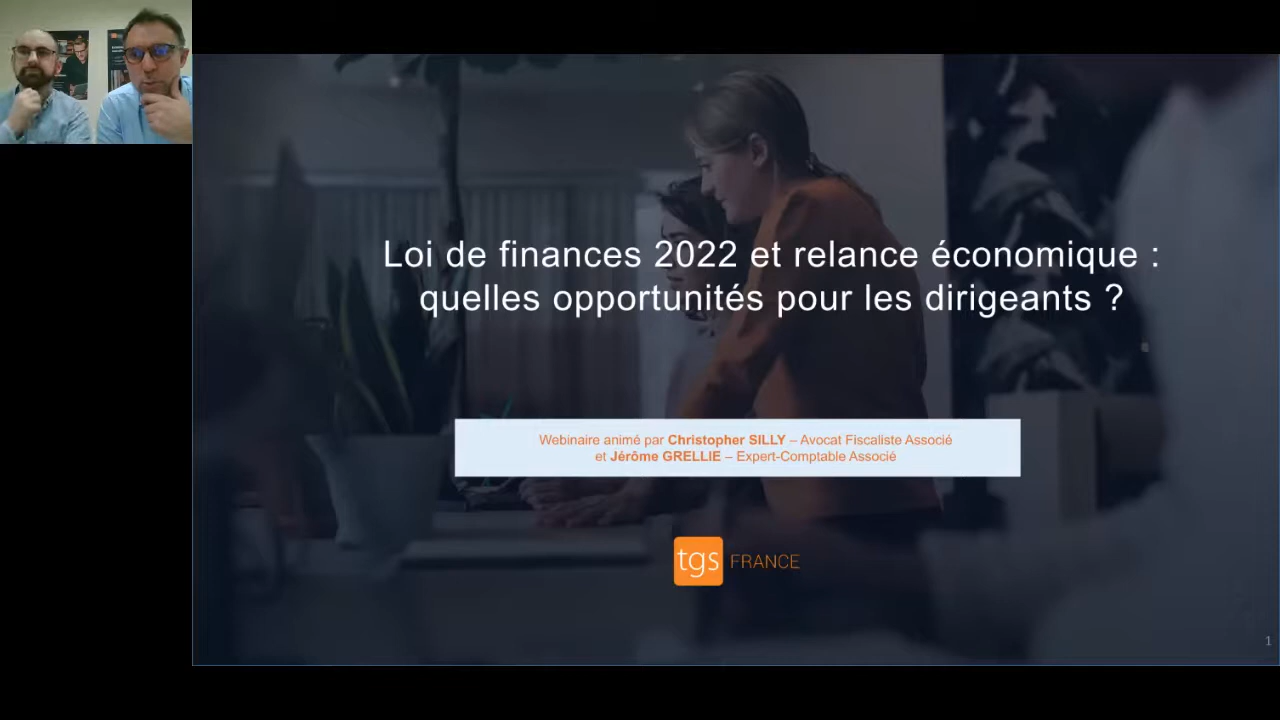 Loi de finances 2022 et relance économique :
quelles opportunités pour les dirigeants ?
Webinaire animé par Christopher SILLY – Avocat Fiscaliste Associé
et Jérôme GRELLIE – Expert-Comptable Associé
tgs FRANCE
1